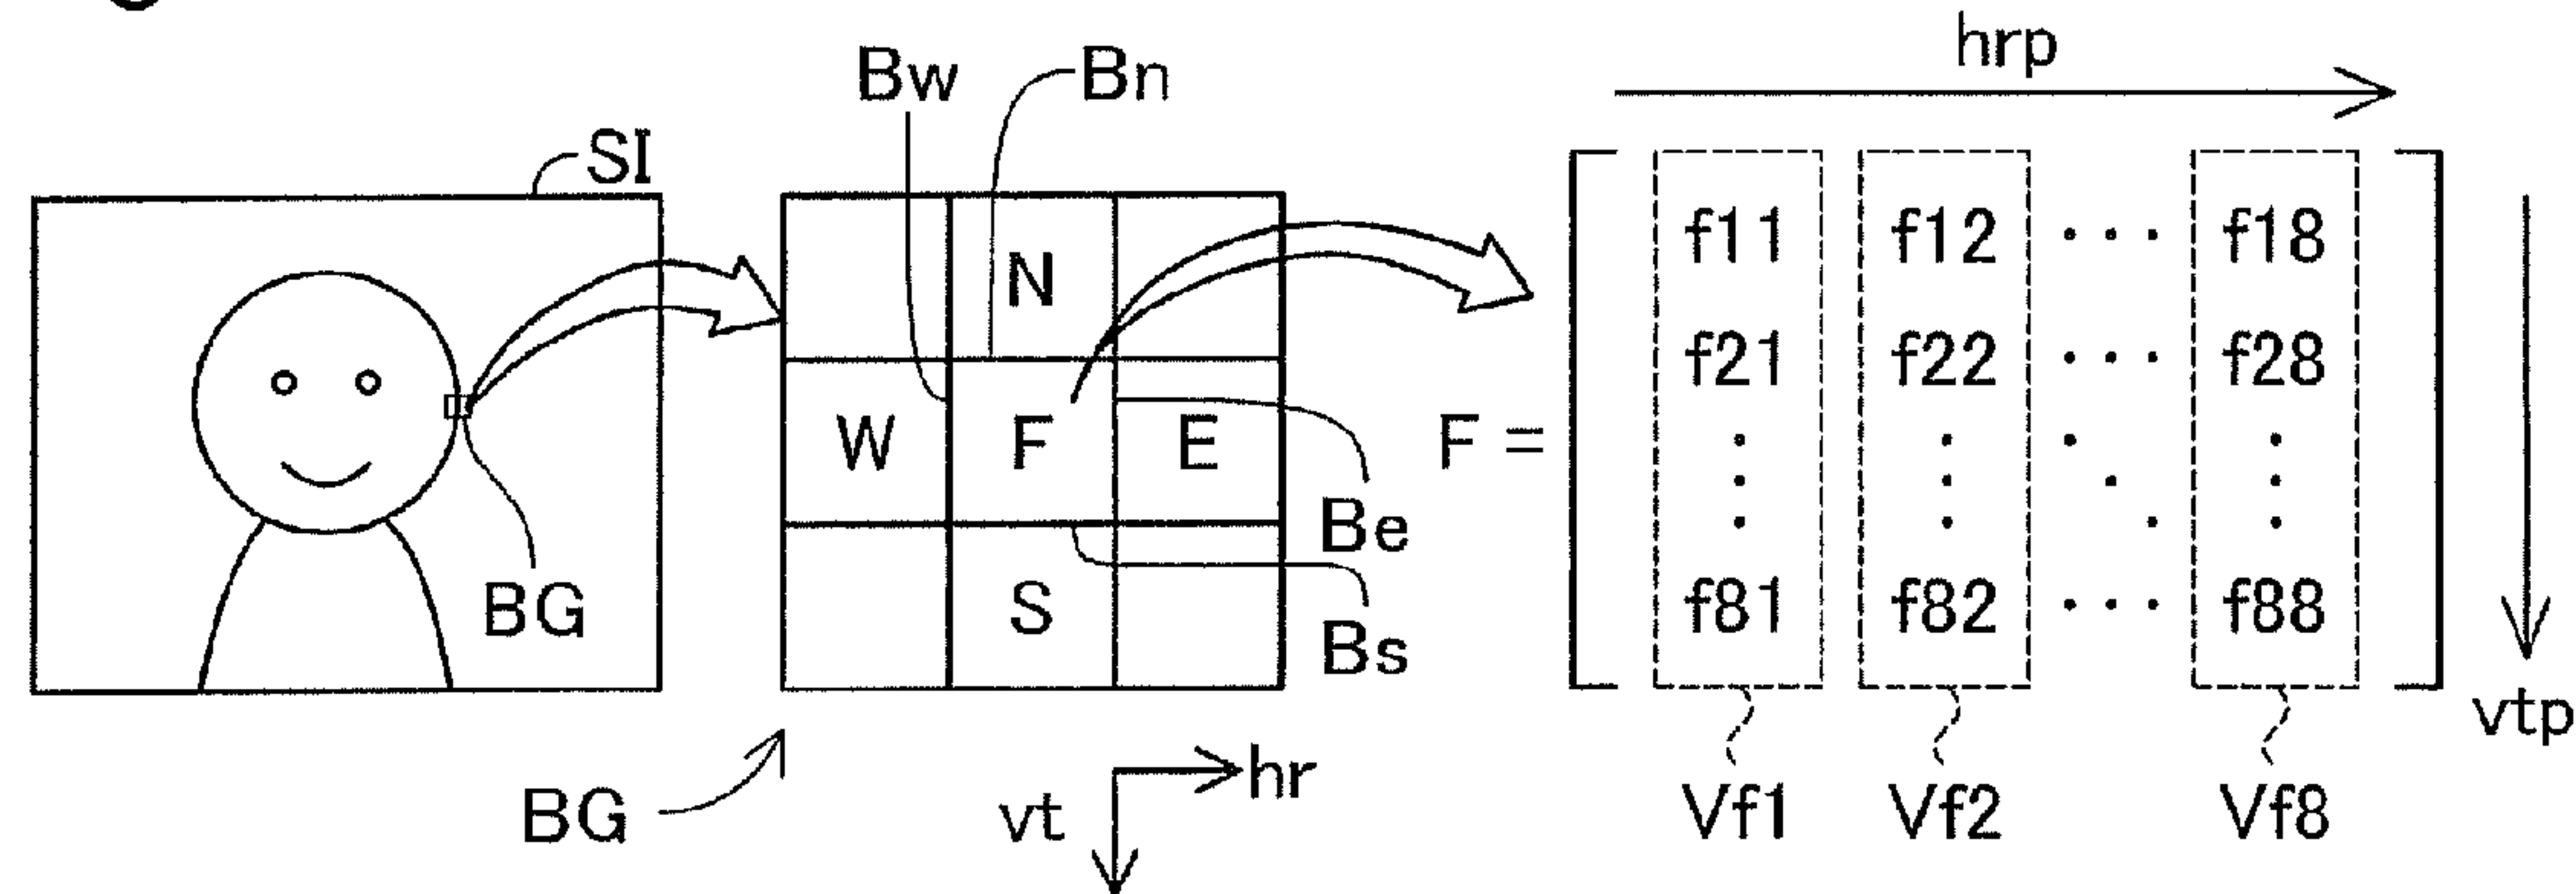 hrp
Bw Bn
SI
N
f11 f12 · · · f18
f21 f22 · · · f28
W F E F =
Be
BG S f81 f82 · · · f88
Bs
vtp
hr
BG vt Vf1 Vf2 Vf8